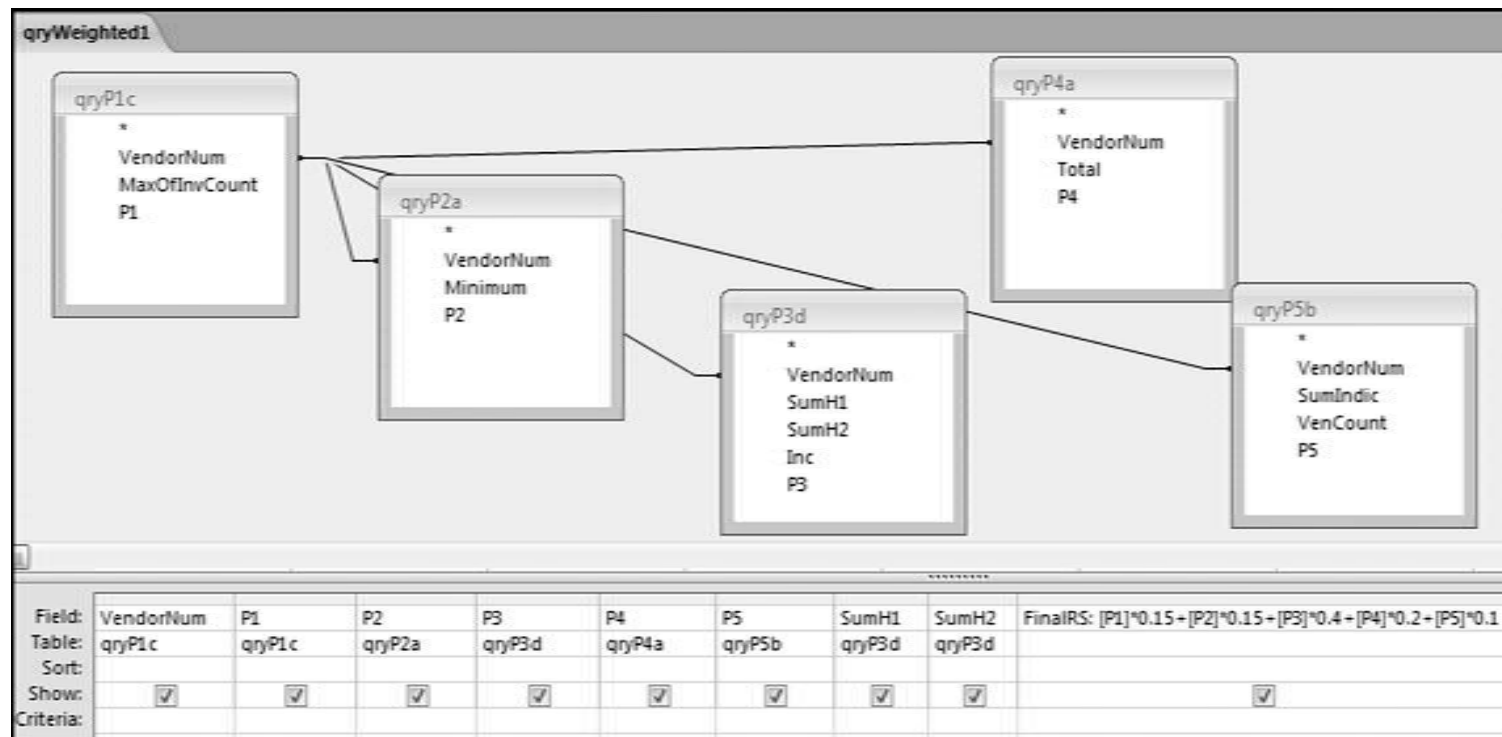 qryWeighted1
qryP1c
*
VendorNum
MaxOfInvCount
P1
qryP2a
*
VendorNum
Minimum
P2
qryP3d
*
VendorNum
SumH1
SumH2
Inc
P3
qryP4a
*
VendorNum
Total
P4
qryP5b
*
VendorNum
SumIndic
VenCount
P5
Field: VendorNum P1 P2 P3 P4 P5 SumH1 SumH2 FinalRS: [P1]*0.15+[P2]*0.15+[P3]*0.4+[P4]*0.2+[P5]*0.1
Table: qryP1c qryP1c qryP2a qryP3d qryP4a qryP5b qryP3d qryP3d
Sort:
Show:
Criteria: